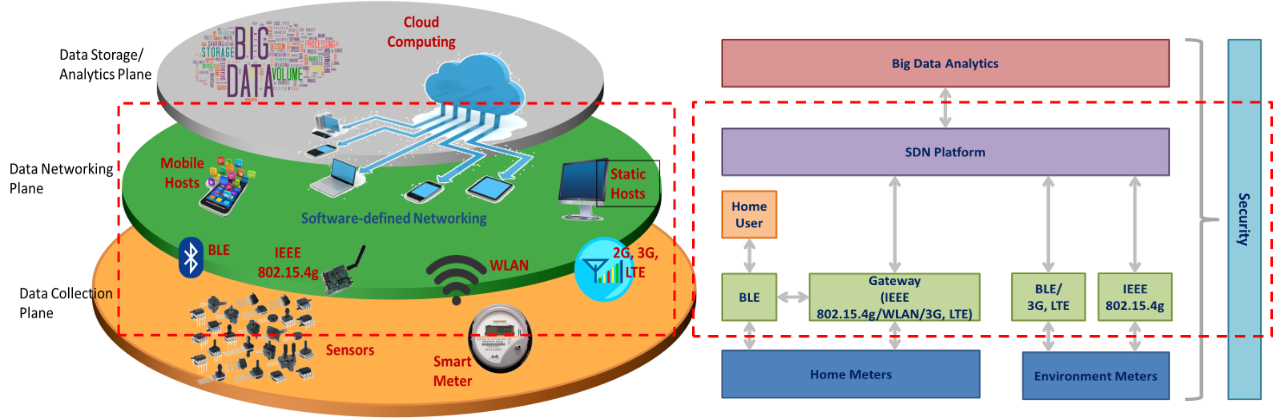 Data Storage/
Analytics Plane
BIG
DATA
STORAGE
VOLUME
PROCESSING
Cloud
Computing
Data Networking
Plane
Mobile
Hosts
Static
Hosts
Software-defined Networking
BLE
IEEE
802.15.4g
WLAN
2G, 3G,
LTE
Data Collection
Plane
Sensors
Smart
Meter
Big Data Analytics
SDN Platform
Home
User
BLE
Gateway
(IEEE
802.15.4g/WLAN/3G, LTE)
BLE/
3G, LTE
IEEE
802.15.4g
Home Meters
Environment Meters
Security